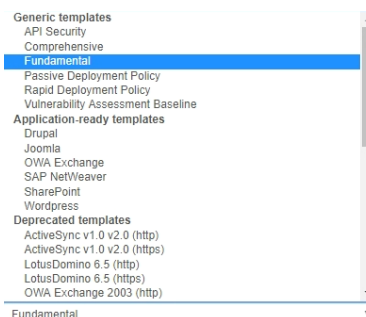 Generic templates
API Security
Comprehensive
Fundamental
Passive Deployment Policy
Rapid Deployment Policy
Vulnerability Assessment Baseline
Application-ready templates
Drupal
Joomla
OWA Exchange
SAP NetWeaver
SharePoint
Wordpress
Deprecated templates
ActiveSync v1.0 v2.0 (http)
ActiveSync v1.0 v2.0 (https)
LotusDomino 6.5 (http)
LotusDomino 6.5 (https)
OWA Exchange 2003 (http)
Fundamental